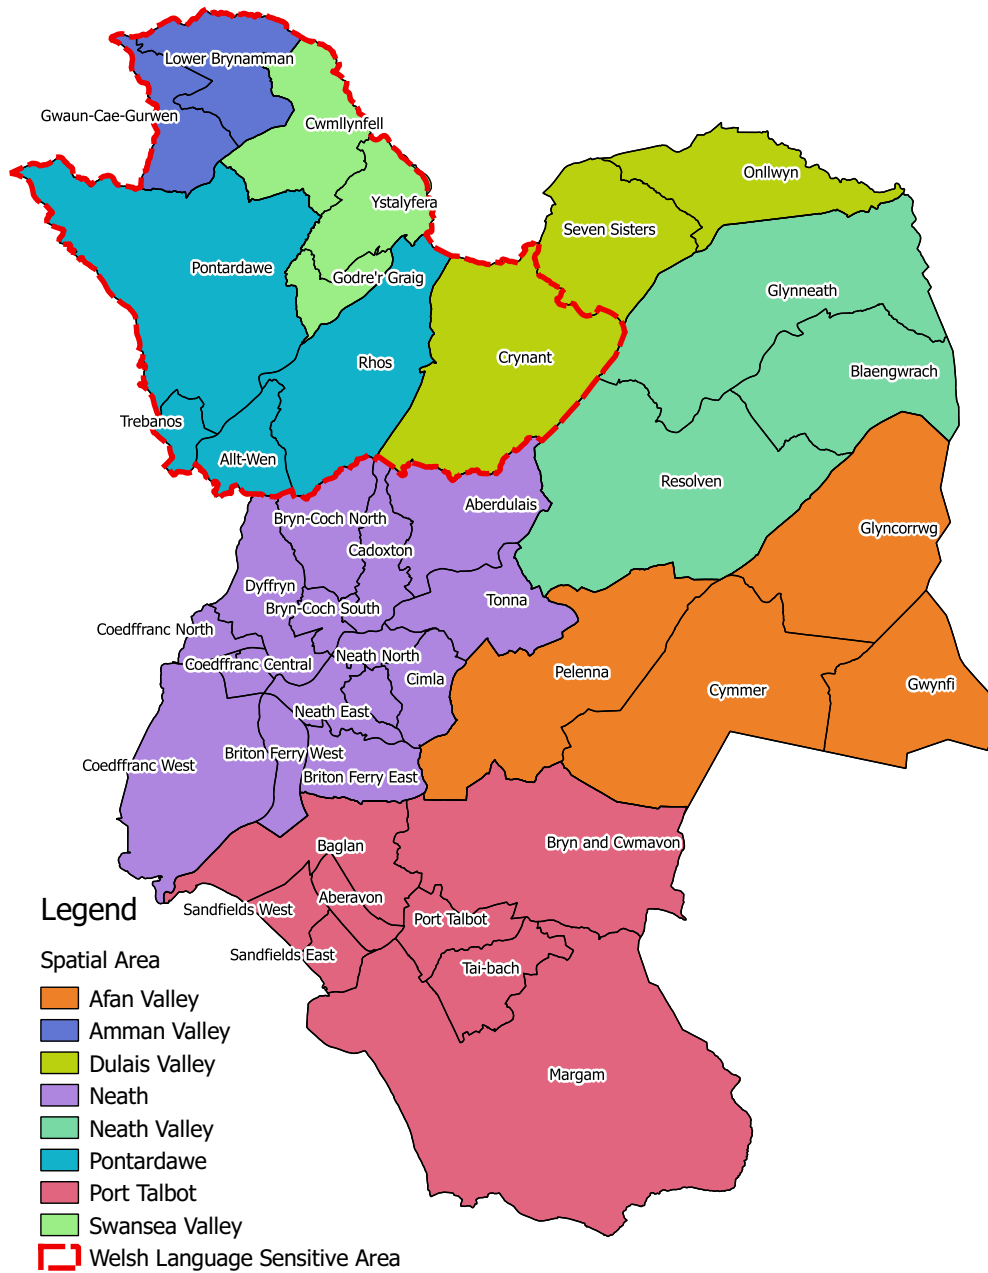 Lower Brynamman
Gwaun-Cae-Gurwen
Cwmllynfell
Onllwyn
Ystalyfera
Seven Sisters
Pontardawe
Godre'r Graig
Glynneath
Crynant
Rhos
Blaengwrach
Trebanos
Allt-Wen
Resolven
Aberdulais
Bryn-Coch North
Glyncorrwg
Cadoxton
Dyffryn
Tonna
Bryn-Coch South
Coedffranc North
Neath North
Coedffranc Central
Pelenna
Cimla
Gwynfi
Cymmer
Neath East
Briton Ferry West
Coedffranc West
Briton Ferry East
Bryn and Cwmavon
Baglan
Aberavon
Sandfields West
Port Talbot
Sandfields East
Tai-bach
Margam
Legend
Spatial Area
Afan Valley
Amman Valley
Dulais Valley
Neath
Neath Valley
Pontardawe
Port Talbot
Swansea Valley
Welsh Language Sensitive Area